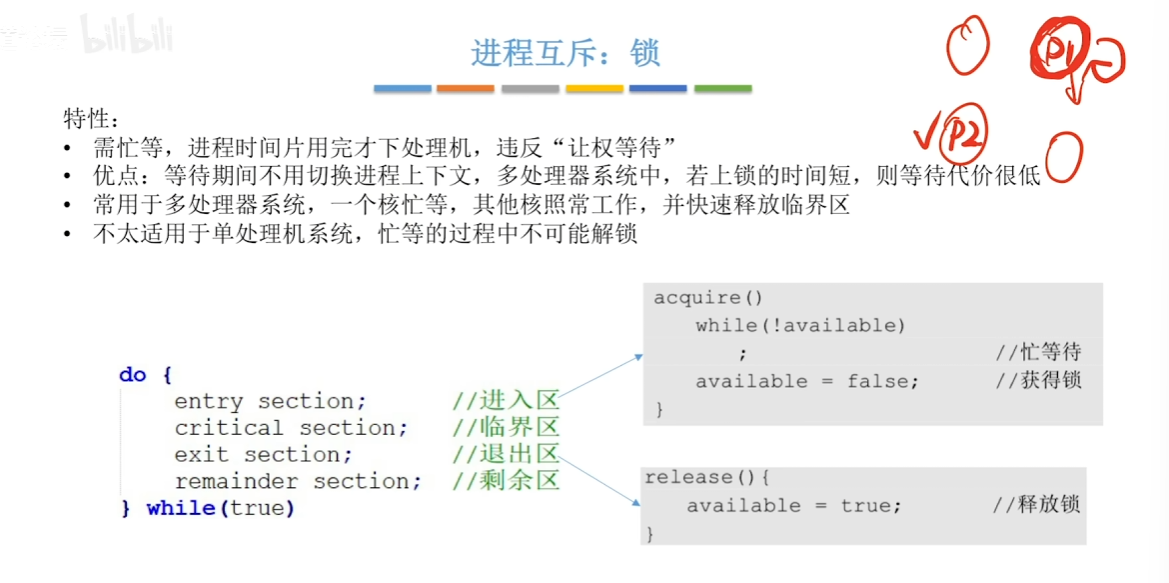 bilibili
进程互斥：锁
P1
√P2
特性：
• 需忙等，进程时间片用完才下处理机，违反“让权等待”
• 优点：等待期间不用切换进程上下文，多处理器系统中，若上锁的时间短，则等待代价很低
• 常用于多处理器系统，一个核忙等，其他核照常工作，并快速释放临界区
• 不太适用于单处理机系统，忙等的过程中不可能解锁
do {
entry section; //进入区
critical section; //临界区
exit section; //退出区
remainder section; //剩余区
} while(true)
acquire()
while(!available)
; //忙等待
available = false; //获得锁
}
release(){
available = true; //释放锁
}